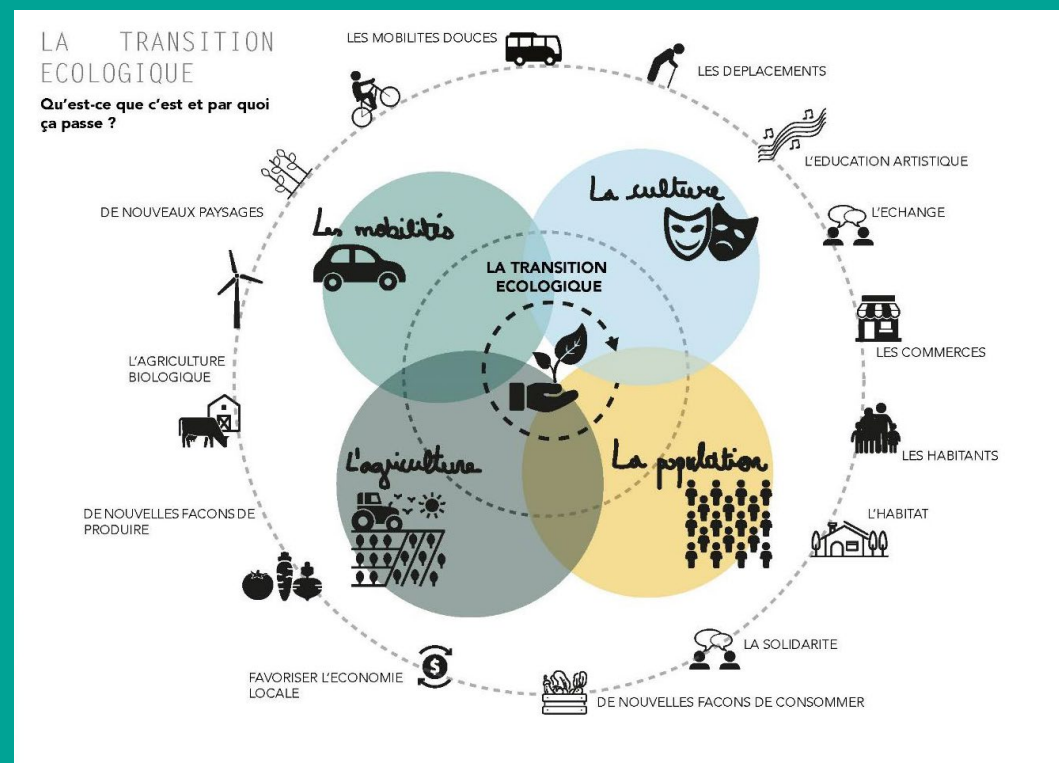 LA TRANSITION
ECOLOGIQUE
Qu'est-ce que c'est et par quoi
ça passe ?
LES MOBILITES DOUCES
LES DEPLACEMENTS
L'EDUCATION ARTISTIQUE
L'ECHANGE
LES COMMERCES
LES HABITANTS
L'HABITAT
LA SOLIDARITE
DE NOUVELLES FACONS DE CONSOMMER
FAVORISER L'ECONOMIE
LOCALE
DE NOUVELLES FACONS DE
PRODUIRE
L'AGRICULTURE
BIOLOGIQUE
DE NOUVEAUX PAYSAGES
Les mobilités
La culture
LA TRANSITION
ECOLOGIQUE
L'agriculture
La population
$